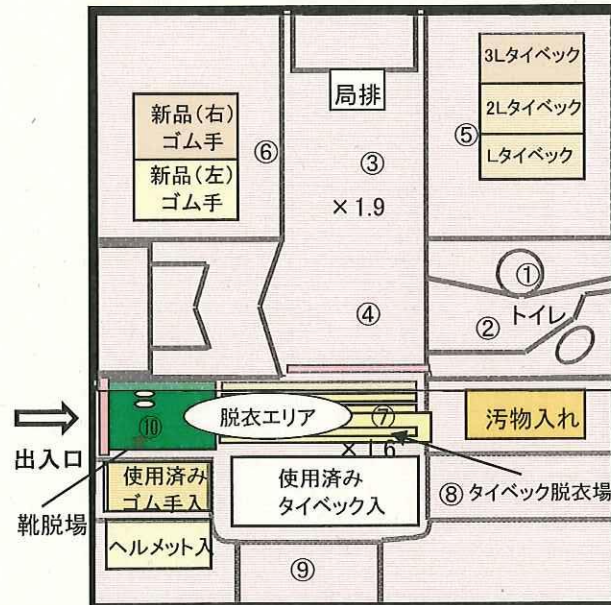 局排
3Lタイベック
2Lタイベック
Lタイベック
⑤
新品(右)
ゴム手
新品(左)
ゴム手
⑥
③
×1.9
①
トイレ
②
④
出入口
⑩
脱衣エリア
⑦
×1.6
汚物入れ
靴脱場
使用済み
ゴム手入
使用済み
タイベック入
⑧タイベック脱衣場
ヘルメット入
⑨